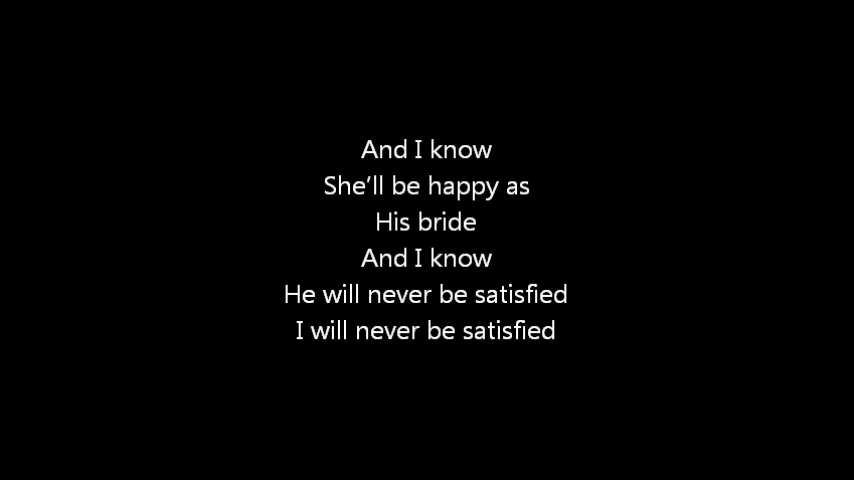 And I know
She’ll be happy as
His bride
And I know
He will never be satisfied
I will never be satisfied